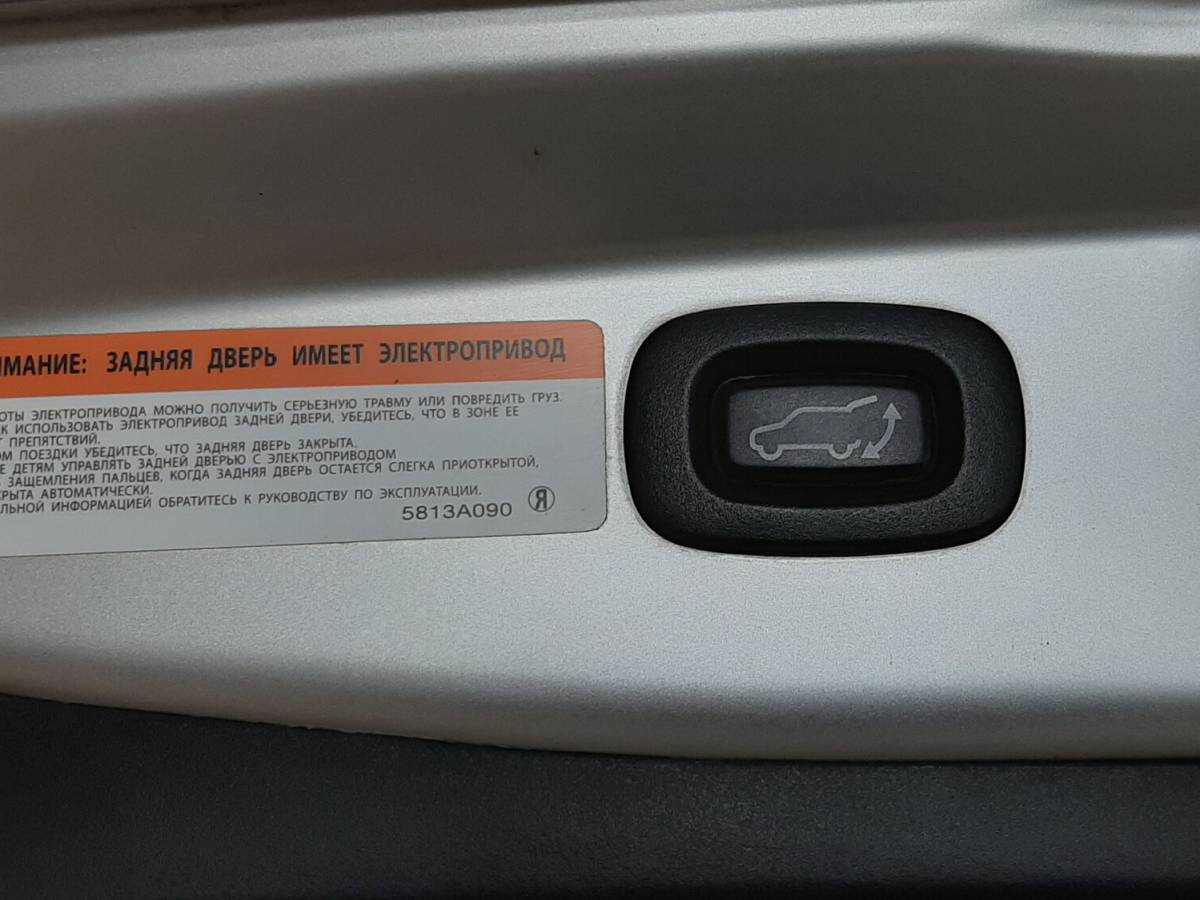 ИМАНИЕ: ЗАДНЯЯ ДВЕРЬ ИМЕЕТ ЭЛЕКТРОПРИВОД
ОТЫ ЭЛЕКТРОПРИВОДА МОЖНО ПОЛУЧИТЬ СЕРЬЕЗНУЮ ТРАВМУ ИЛИ ПОВРЕДИТЬ ГРУЗ.
К ИСПОЛЬЗОВАТЬ ЭЛЕКТРОПРИВОД ЗАДНЕЙ ДВЕРИ, УБЕДИТЕСЬ, ЧТО В ЗОНЕ ЕЕ
Т ПРЕПЯТСТВИЙ.
ОМ ПОЕЗДКИ УБЕДИТЕСЬ, ЧТО ЗАДНЯЯ ДВЕРЬ ЗАКРЫТА.
Е ДЕТЯМ УПРАВЛЯТЬ ЗАДНЕЙ ДВЕРЬЮ С ЭЛЕКТРОПРИВОДОМ
ЗАЩЕМЛЕНИЯ ПАЛЬЦЕВ, КОГДА ЗАДНЯЯ ДВЕРЬ ОСТАЕТСЯ СЛЕГКА ПРИОТКРЫТОЙ,
КРЫТА АВТОМАТИЧЕСКИ.
ЛЬНОЙ ИНФОРМАЦИЕЙ ОБРАТИТЕСЬ К РУКОВОДСТВУ ПО ЭКСПЛУАТАЦИИ.
5813A090 Я